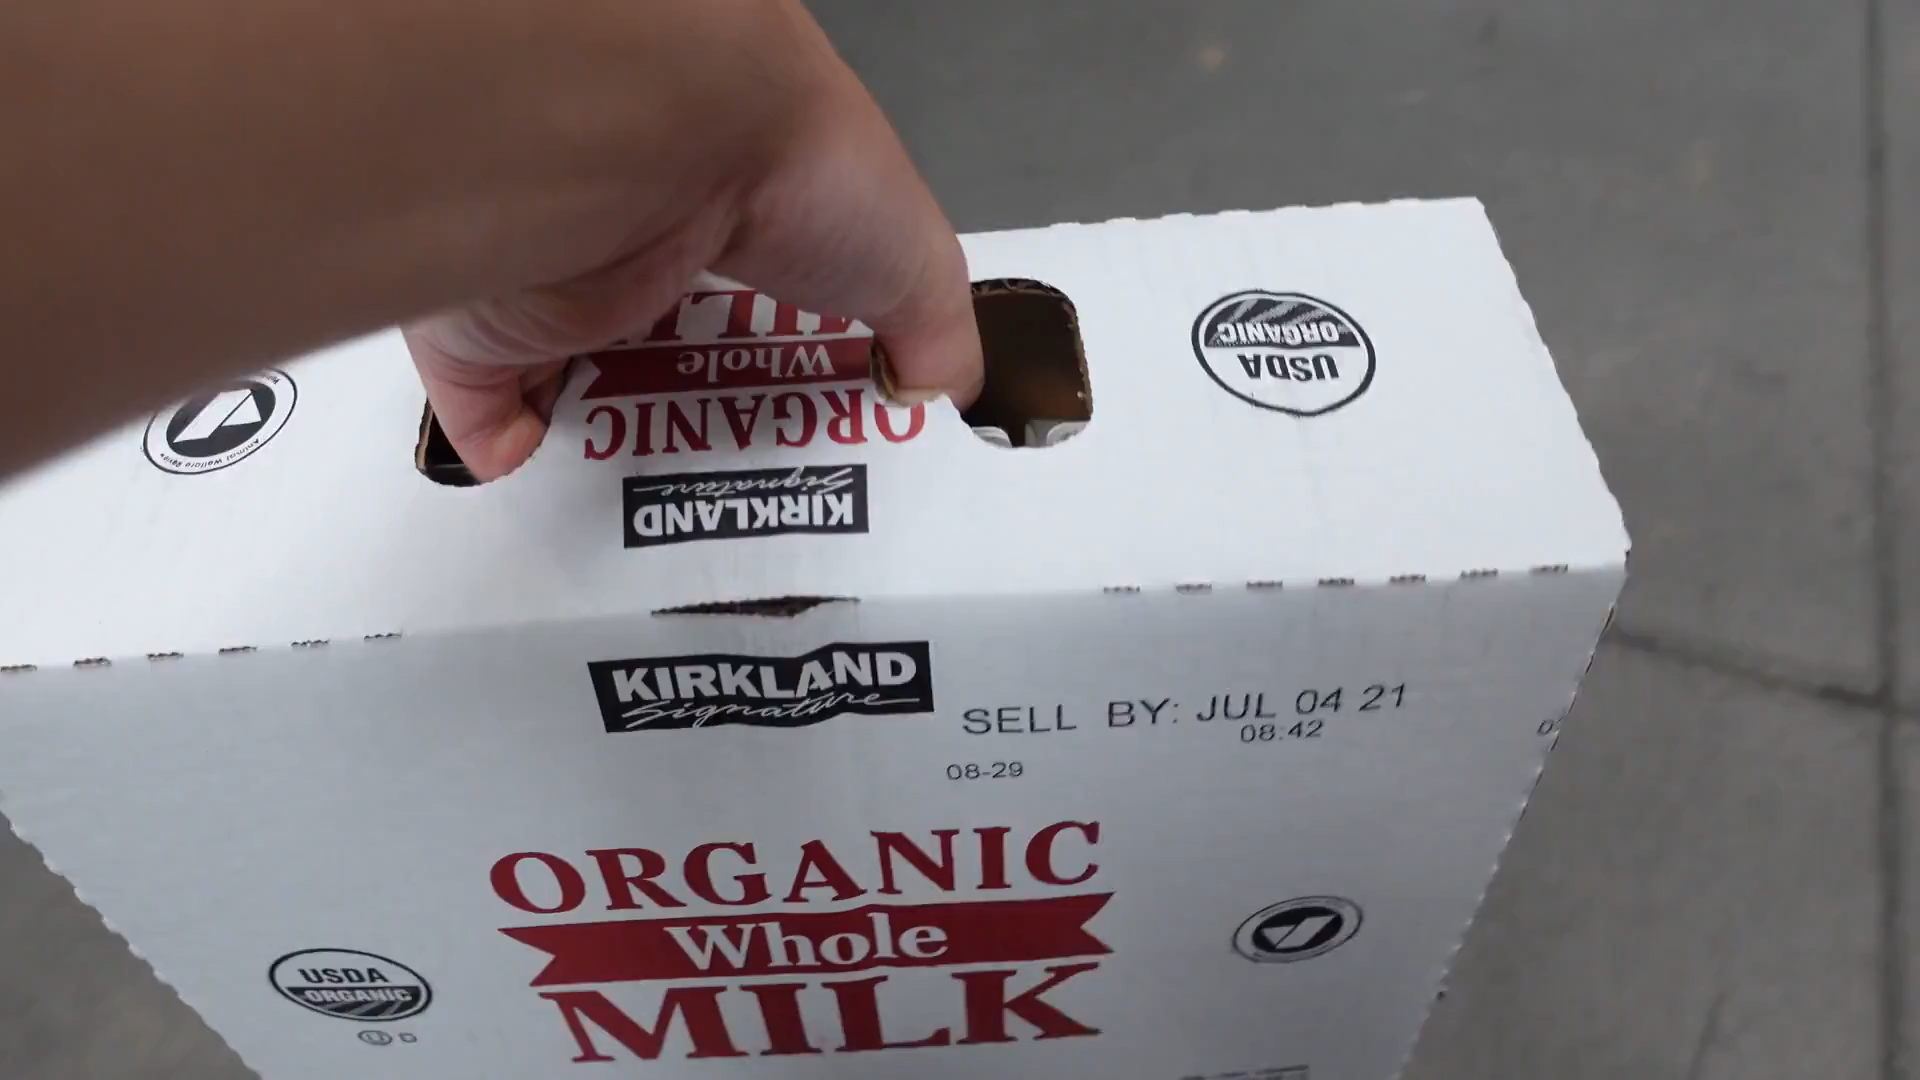 MILK
Whole
ORGANIC
KIRKLAND
Signature
USDA
ORGANIC
KIRKLAND
Signature
SELL BY: JUL 04 21
08:42
08-29
ORGANIC
Whole
MILK
USDA
ORGANIC
U D